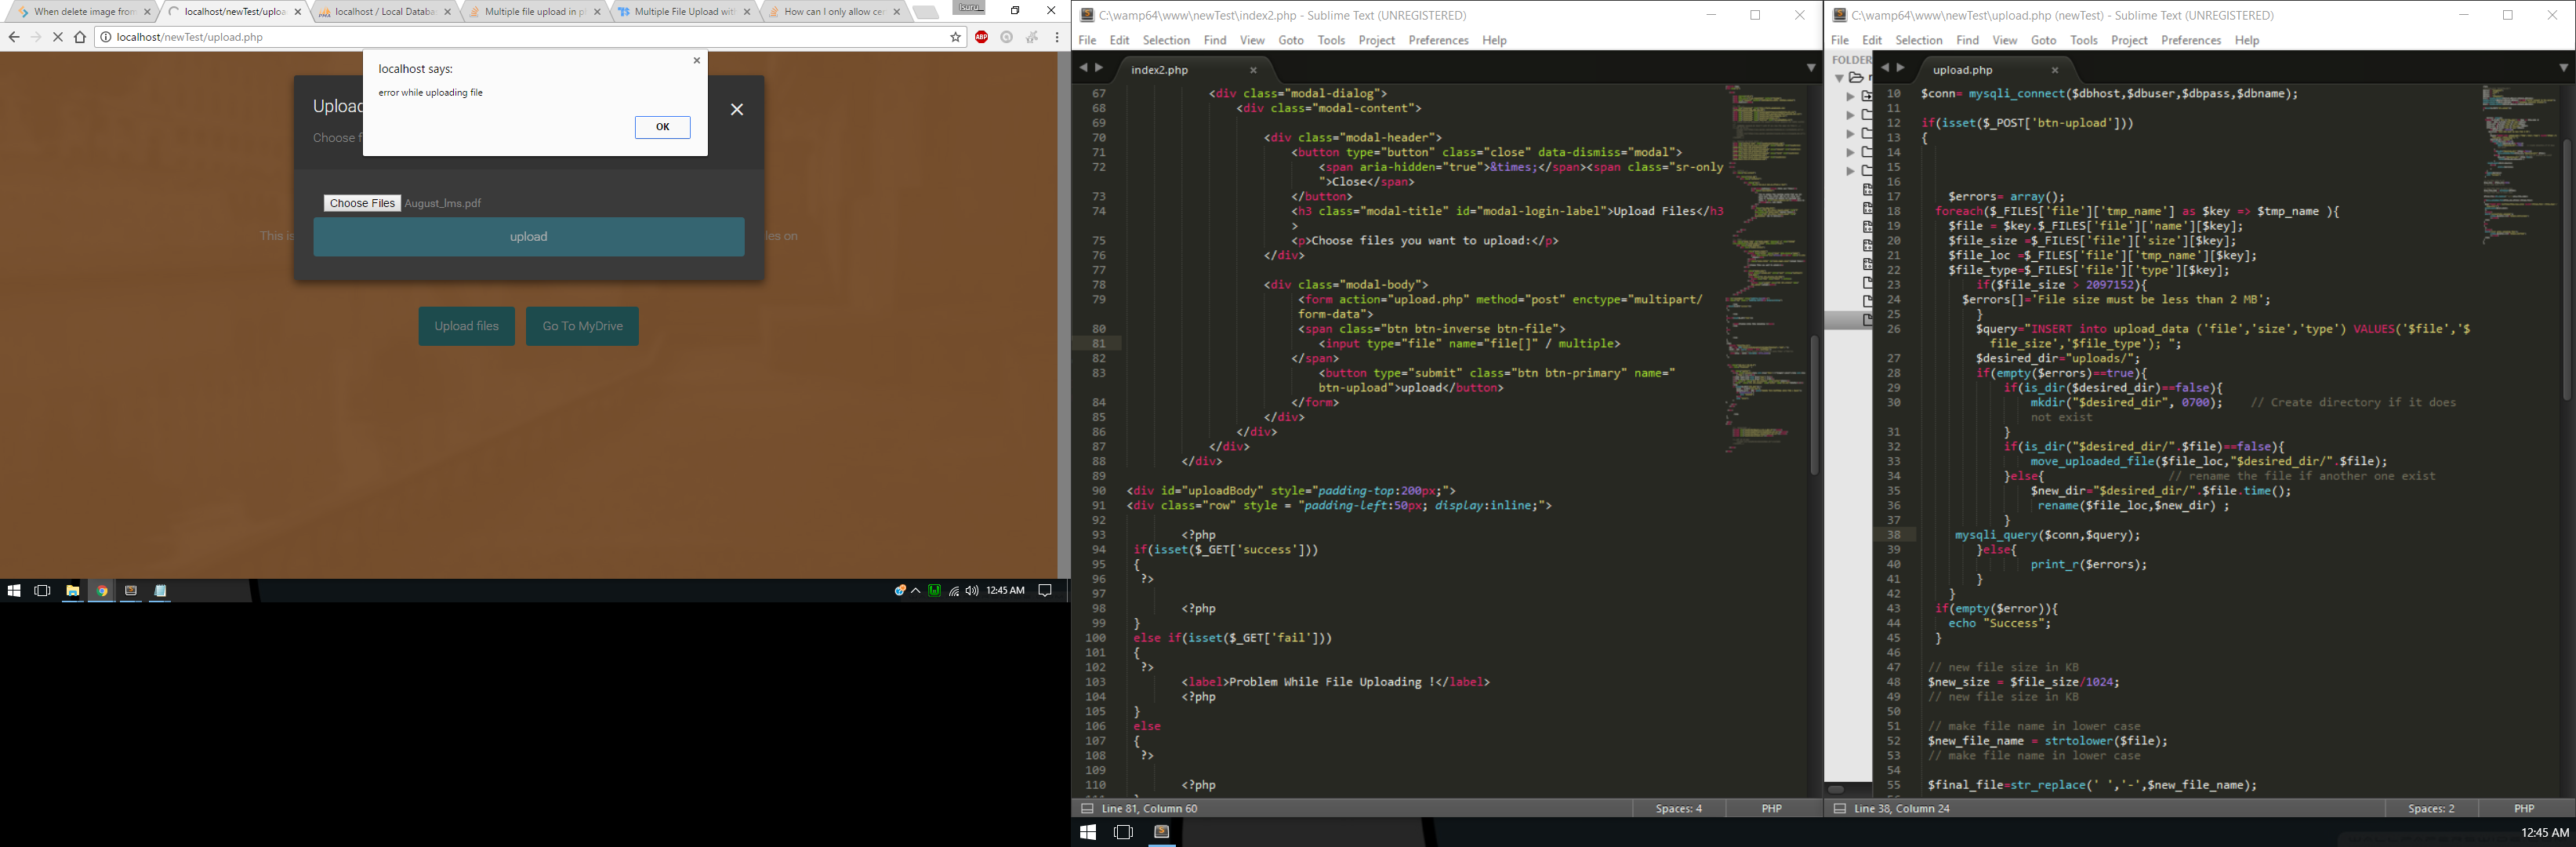 When delete image from
localhost/newTest/uploa
localhost / Local Databa
Multiple file upload in p
Multiple File Upload wit
How can I only allow cer
localhost/newTest/upload.php
ABP
localhost says:
error while uploading file
OK
Upload
Choose f
Choose Files August_lms.pdf
upload
This is
les on
Upload files
Go To MyDrive
12:45 AM
C:\wamp64\www\newTest\index2.php - Sublime Text (UNREGISTERED)
File Edit Selection Find View Goto Tools Project Preferences Help
index2.php
67 <div class="modal-dialog">
68 <div class="modal-content">
69
70 <div class="modal-header">
71 <button type="button" class="close" data-dismiss="modal">
72 <span aria-hidden="true">&times;</span><span class="sr-only
">Close</span>
73 </button>
74 <h3 class="modal-title" id="modal-login-label">Upload Files</h3
>
75 <p>Choose files you want to upload:</p>
76 </div>
77
78 <div class="modal-body">
79 <form action="upload.php" method="post" enctype="multipart/
form-data">
80 <span class="btn btn-inverse btn-file">
81 <input type="file" name="file[]" / multiple>
82 </span>
83 <button type="submit" class="btn btn-primary" name="
btn-upload">upload</button>
84 </form>
85 </div>
86 </div>
87 </div>
88 </div>
89
90 <div id="uploadBody" style="padding-top:200px;">
91 <div class="row" style = "padding-left:50px; display:inline;">
92
93 <?php
94 if(isset($_GET['success']))
95 {
96 ?>
97
98 <?php
99 }
100 else if(isset($_GET['fail']))
101 {
102 ?>
103 <label>Problem While File Uploading !</label>
104 <?php
105 }
106 else
107 {
108 ?>
109
110 <?php
Line 81, Column 60
Spaces: 4
PHP
C:\wamp64\www\newTest\upload.php (newTest) - Sublime Text (UNREGISTERED)
File Edit Selection Find View Goto Tools Project Preferences Help
FOLDER
upload.php
10 $conn= mysqli_connect($dbhost,$dbuser,$dbpass,$dbname);
11
12 if(isset($_POST['btn-upload']))
13 {
14
15
16
17 $errors= array();
18 foreach($_FILES['file']['tmp_name'] as $key => $tmp_name ){
19 $file = $key.$_FILES['file']['name'][$key];
20 $file_size =$_FILES['file']['size'][$key];
21 $file_loc =$_FILES['file']['tmp_name'][$key];
22 $file_type=$_FILES['file']['type'][$key];
23 if($file_size > 2097152){
24 $errors[]='File size must be less than 2 MB';
25 }
26 $query="INSERT into upload_data ('file','size','type') VALUES('$file','$
file_size','$file_type'); ";
27 $desired_dir="uploads/";
28 if(empty($errors)==true){
29 if(is_dir($desired_dir)==false){
30 mkdir("$desired_dir", 0700); // Create directory if it does
not exist
31 }
32 if(is_dir("$desired_dir/".$file)==false){
33 move_uploaded_file($file_loc,"$desired_dir/".$file);
34 }else{ // rename the file if another one exist
35 $new_dir="$desired_dir/".$file.time();
36 rename($file_loc,$new_dir) ;
37 }
38 mysqli_query($conn,$query);
39 }else{
40 print_r($errors);
41 }
42 }
43 if(empty($error)){
44 echo "Success";
45 }
46
47 // new file size in KB
48 $new_size = $file_size/1024;
49 // new file size in KB
50
51 // make file name in lower case
52 $new_file_name = strtolower($file);
53 // make file name in lower case
54
55 $final_file=str_replace(' ','-',$new_file_name);
Line 38, Column 24
Spaces: 2
PHP
12:45 AM